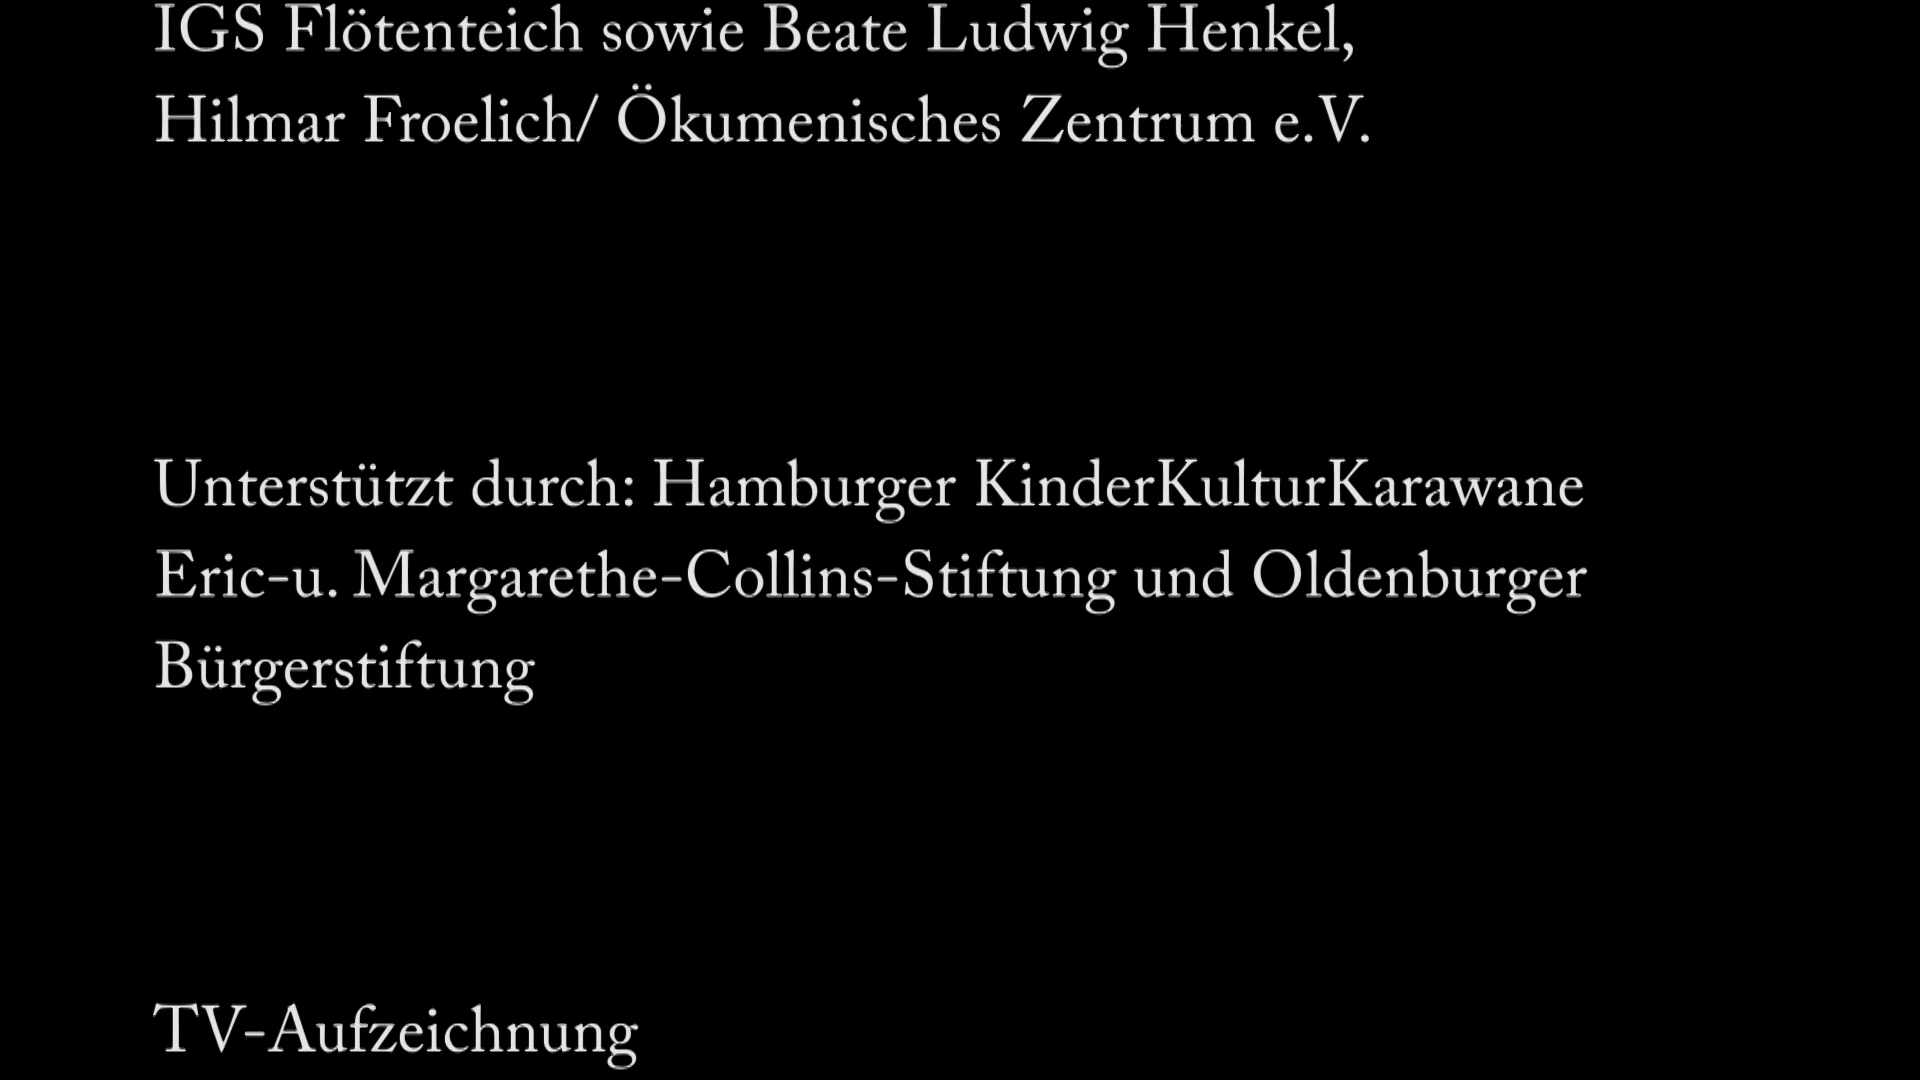 IGS Flötenteich sowie Beate Ludwig Henkel,
Hilmar Froelich/ Ökumenisches Zentrum e.V.
Unterstützt durch: Hamburger KinderKulturKarawane
Eric-u. Margarethe-Collins-Stiftung und Oldenburger
Bürgerstiftung
TV-Aufzeichnung